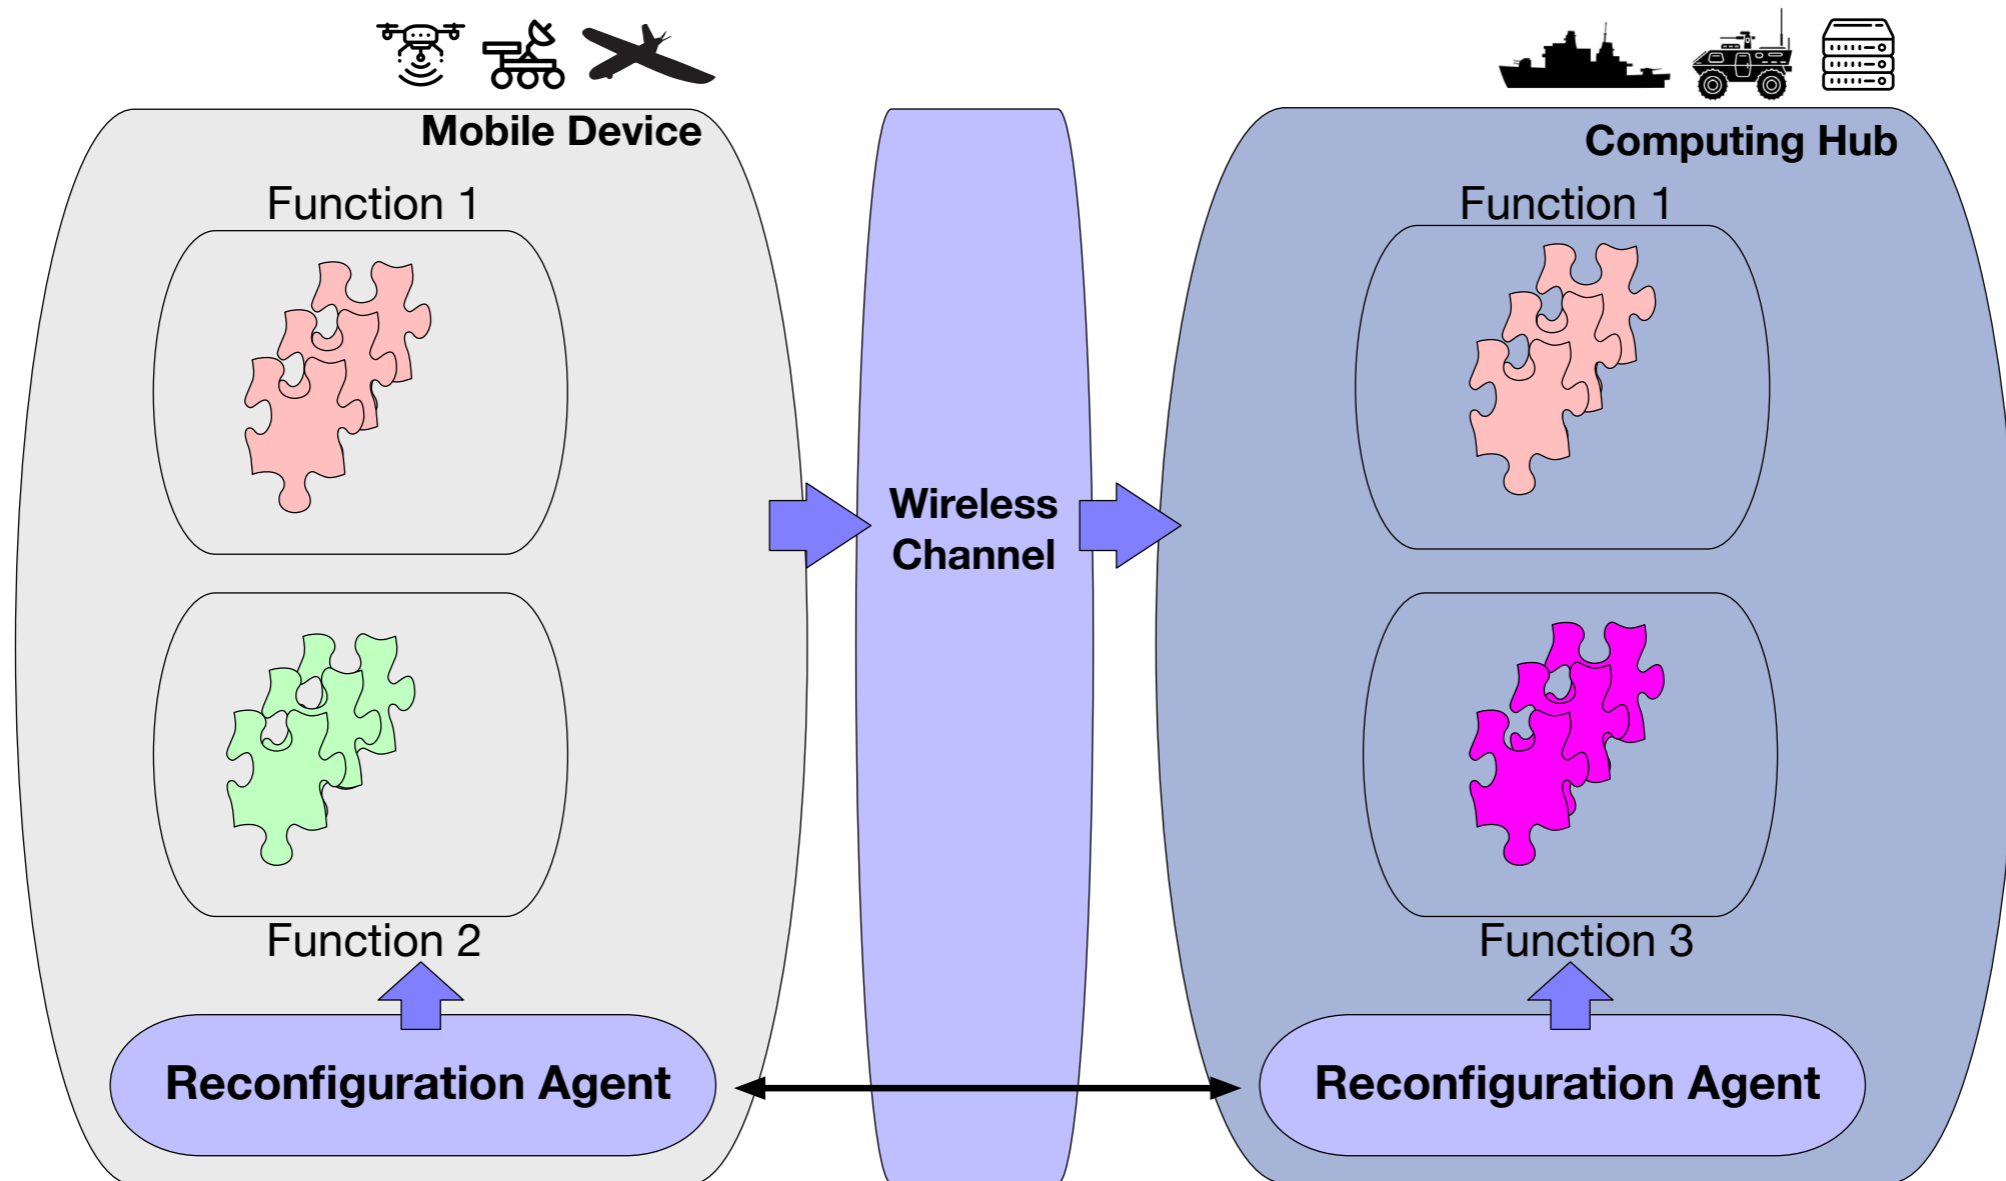 Mobile Device
Function 1
Function 2
Reconfiguration Agent
Wireless
Channel
Computing Hub
Function 1
Function 3
Reconfiguration Agent